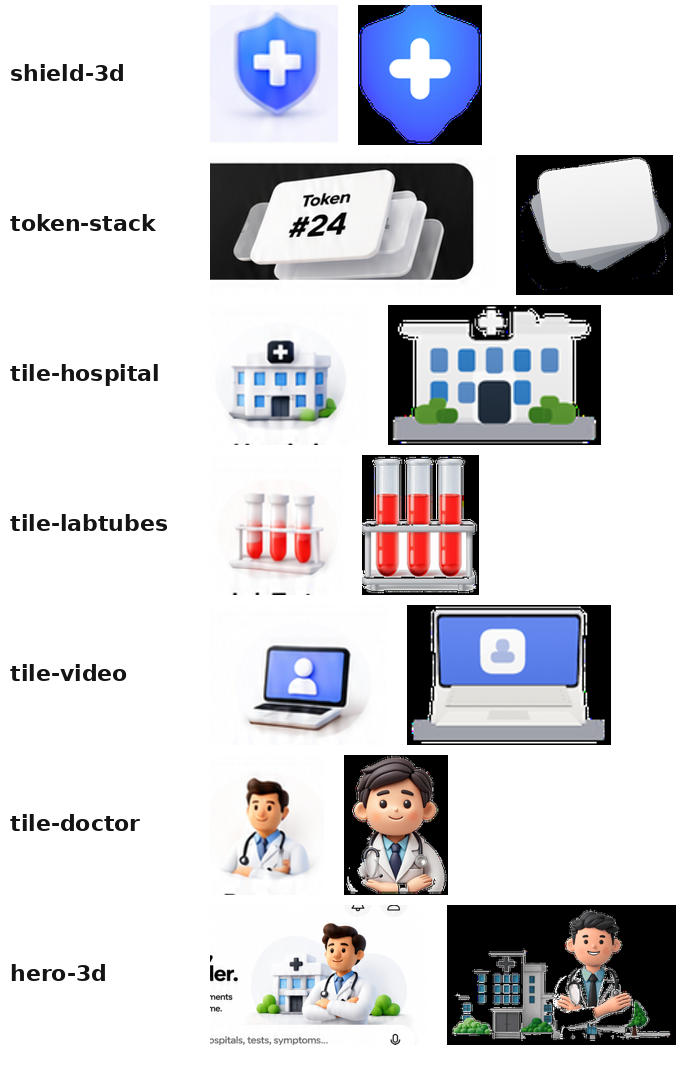 shield-3d
token-stack
Token
#24
tile-hospital
tile-labtubes
tile-video
tile-doctor
hero-3d
ler.
ments
me.
ospitals, tests, symptoms...